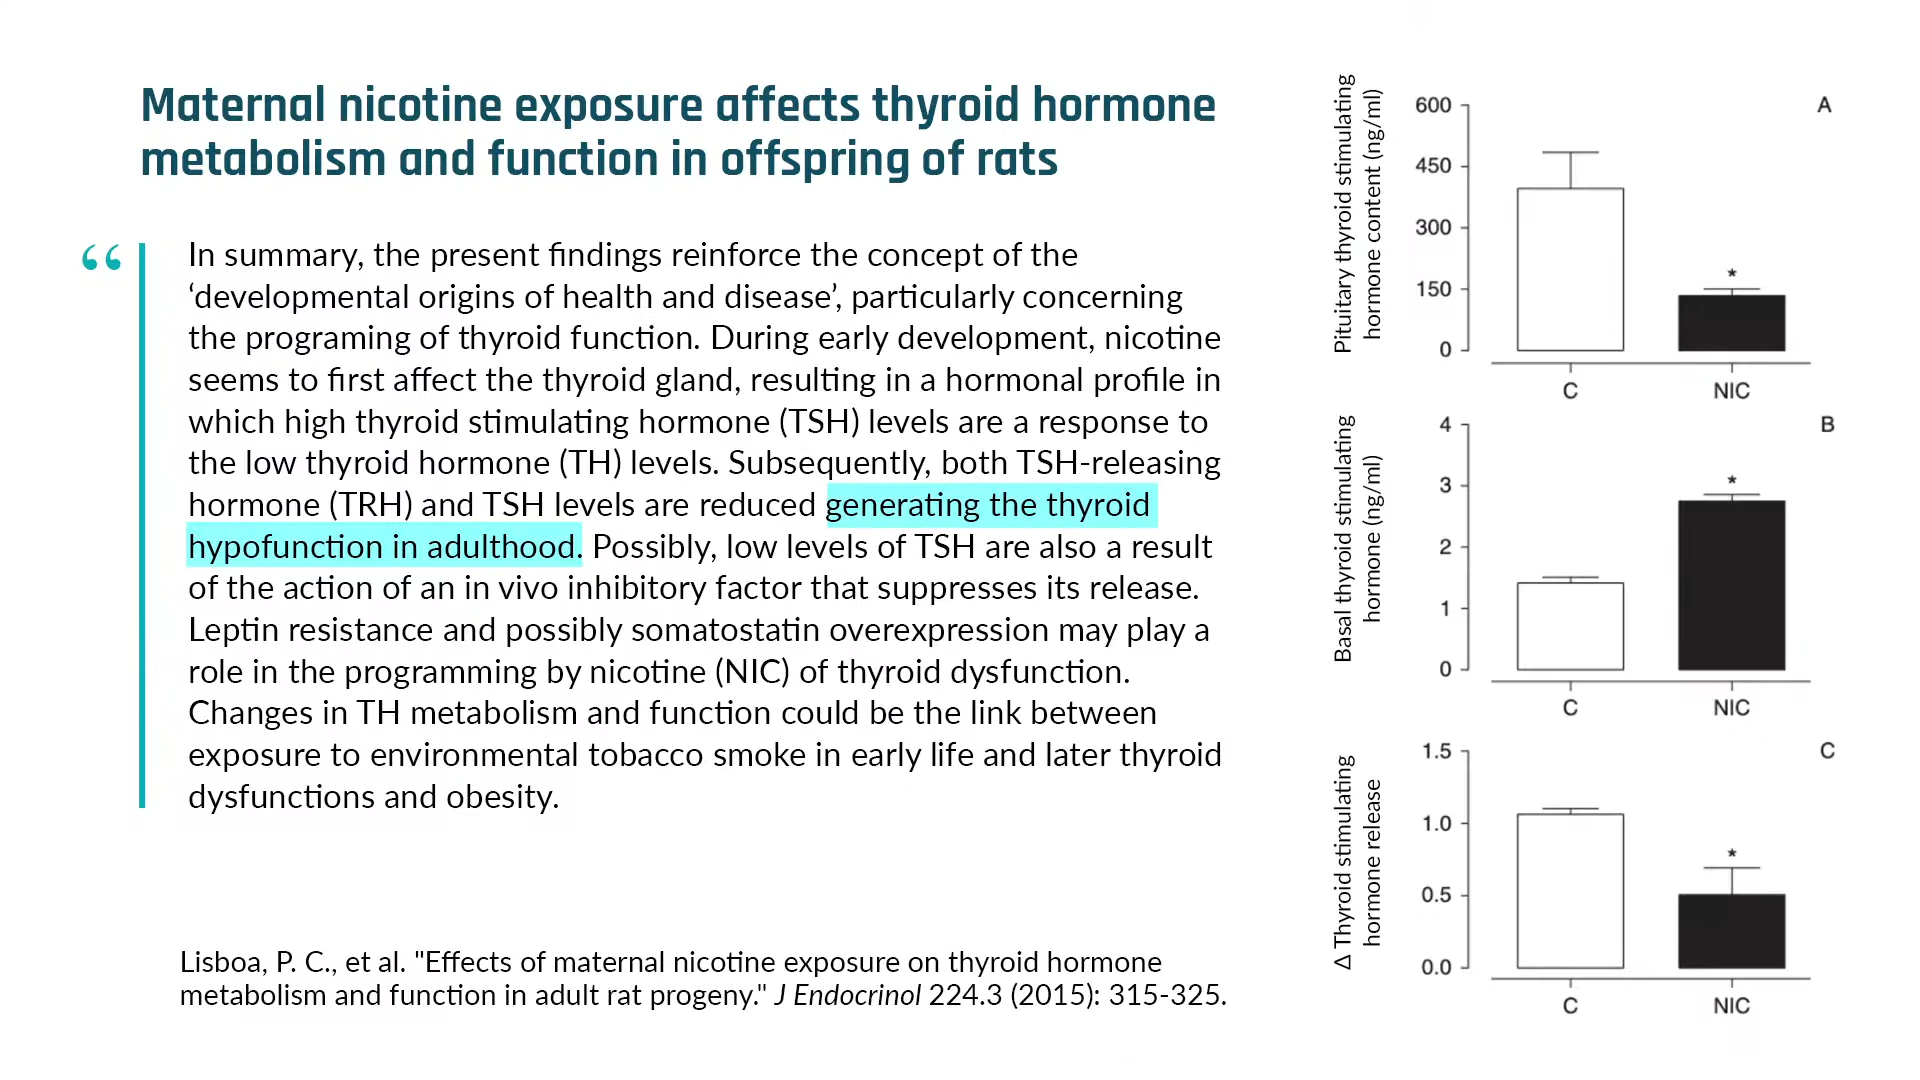 Maternal nicotine exposure affects thyroid hormone
metabolism and function in offspring of rats
“
In summary, the present findings reinforce the concept of the
‘developmental origins of health and disease’, particularly concerning
the programing of thyroid function. During early development, nicotine
seems to first affect the thyroid gland, resulting in a hormonal profile in
which high thyroid stimulating hormone (TSH) levels are a response to
the low thyroid hormone (TH) levels. Subsequently, both TSH-releasing
hormone (TRH) and TSH levels are reduced generating the thyroid
hypofunction in adulthood. Possibly, low levels of TSH are also a result
of the action of an in vivo inhibitory factor that suppresses its release.
Leptin resistance and possibly somatostatin overexpression may play a
role in the programming by nicotine (NIC) of thyroid dysfunction.
Changes in TH metabolism and function could be the link between
exposure to environmental tobacco smoke in early life and later thyroid
dysfunctions and obesity.
Lisboa, P. C., et al. "Effects of maternal nicotine exposure on thyroid hormone
metabolism and function in adult rat progeny." J Endocrinol 224.3 (2015): 315-325.
Pituitary thyroid stimulating
hormone content (ng/ml)
A
600
450
300
150
0
*
C NIC
Basal thyroid stimulating
hormone (ng/ml)
B
4
3
2
1
0
*
C NIC
Δ Thyroid stimulating
hormone release
C
1.5
1.0
0.5
0.0
*
C NIC